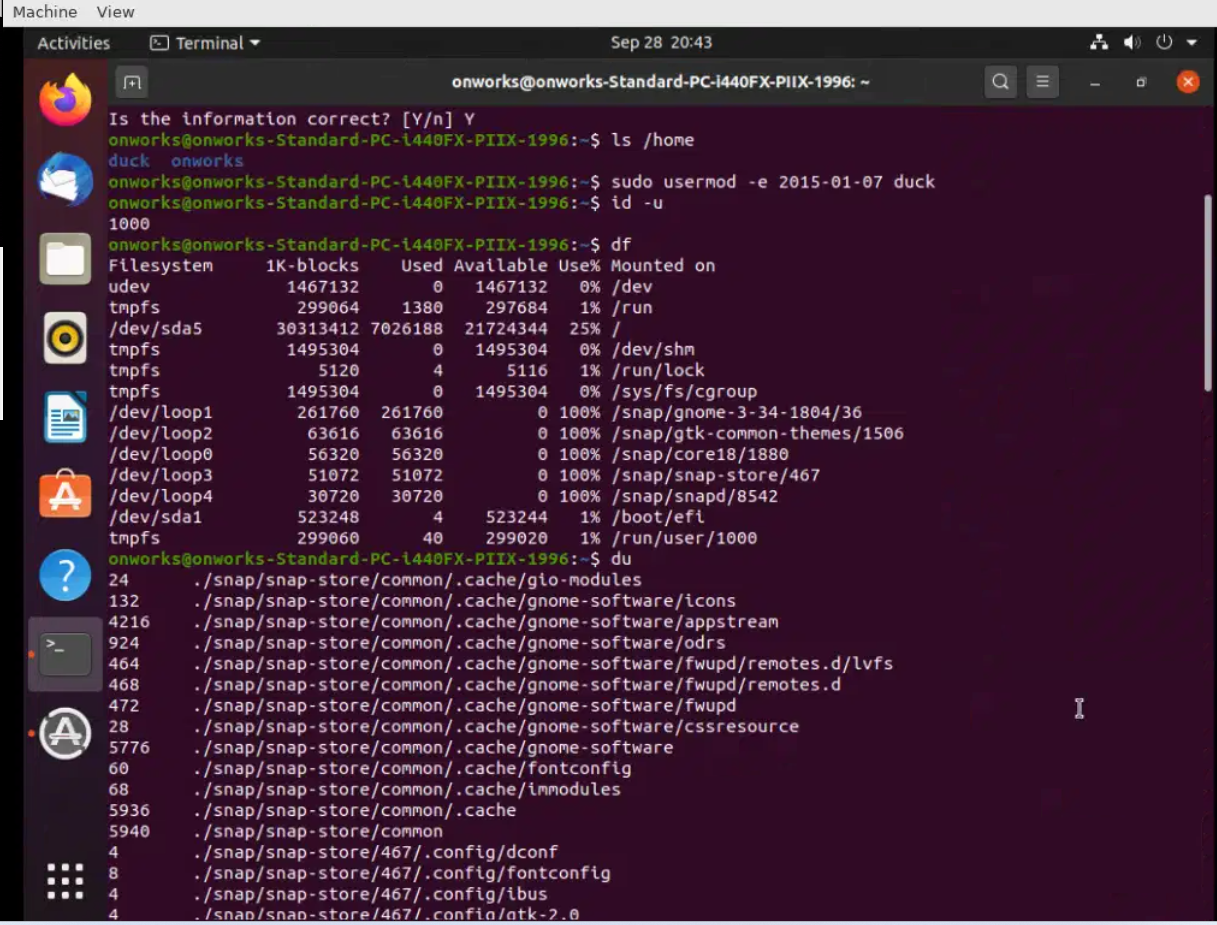 Machine View
Activities Terminal Sep 28 20:43
onworks@onworks-Standard-PC-i440FX-PIIX-1996: ~
Is the information correct? [Y/n] Y
onworks@onworks-Standard-PC-i440FX-PIIX-1996:~$ ls /home
duck onworks
onworks@onworks-Standard-PC-i440FX-PIIX-1996:~$ sudo usermod -e 2015-01-07 duck
onworks@onworks-Standard-PC-i440FX-PIIX-1996:~$ id -u
1000
onworks@onworks-Standard-PC-i440FX-PIIX-1996:~$ df
Filesystem 1K-blocks Used Available Use% Mounted on
udev 1467132 0 1467132 0% /dev
tmpfs 299064 1380 297684 1% /run
/dev/sda5 30313412 7026188 21724344 25% /
tmpfs 1495304 0 1495304 0% /dev/shm
tmpfs 5120 4 5116 1% /run/lock
tmpfs 1495304 0 1495304 0% /sys/fs/cgroup
/dev/loop1 261760 261760 0 100% /snap/gnome-3-34-1804/36
/dev/loop2 63616 63616 0 100% /snap/gtk-common-themes/1506
/dev/loop0 56320 56320 0 100% /snap/core18/1880
/dev/loop3 51072 51072 0 100% /snap/snap-store/467
/dev/loop4 30720 30720 0 100% /snap/snapd/8542
/dev/sda1 523248 4 523244 1% /boot/efi
tmpfs 299060 40 299020 1% /run/user/1000
onworks@onworks-Standard-PC-i440FX-PIIX-1996:~$ du
24 ./snap/snap-store/common/.cache/gio-modules
132 ./snap/snap-store/common/.cache/gnome-software/icons
4216 ./snap/snap-store/common/.cache/gnome-software/appstream
924 ./snap/snap-store/common/.cache/gnome-software/odrs
464 ./snap/snap-store/common/.cache/gnome-software/fwupd/remotes.d/lvfs
468 ./snap/snap-store/common/.cache/gnome-software/fwupd/remotes.d
472 ./snap/snap-store/common/.cache/gnome-software/fwupd
28 ./snap/snap-store/common/.cache/gnome-software/cssresource
5776 ./snap/snap-store/common/.cache/gnome-software
60 ./snap/snap-store/common/.cache/fontconfig
68 ./snap/snap-store/common/.cache/immodules
5936 ./snap/snap-store/common/.cache
5940 ./snap/snap-store/common
4 ./snap/snap-store/467/.config/dconf
8 ./snap/snap-store/467/.config/fontconfig
4 ./snap/snap-store/467/.config/ibus
4 ./snap/snap-store/467/.config/gtk-2.0